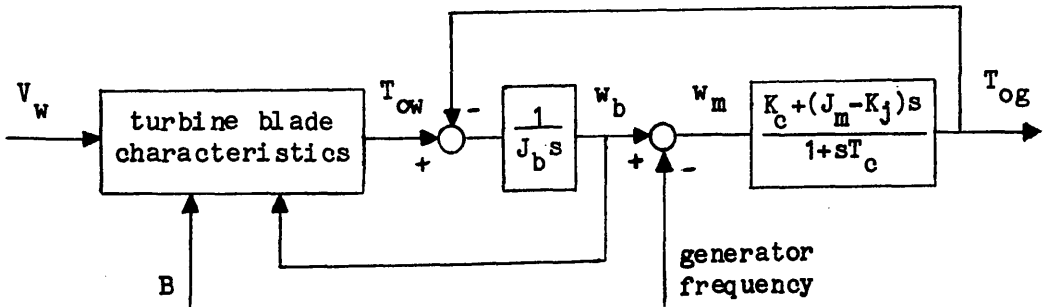 V_w
turbine blade
characteristics
B
T_ow
-
+
1
J_b s
w_b
+
-
w_m
K_c+(J_m-K_j)s
1+sT_c
T_og
generator
frequency